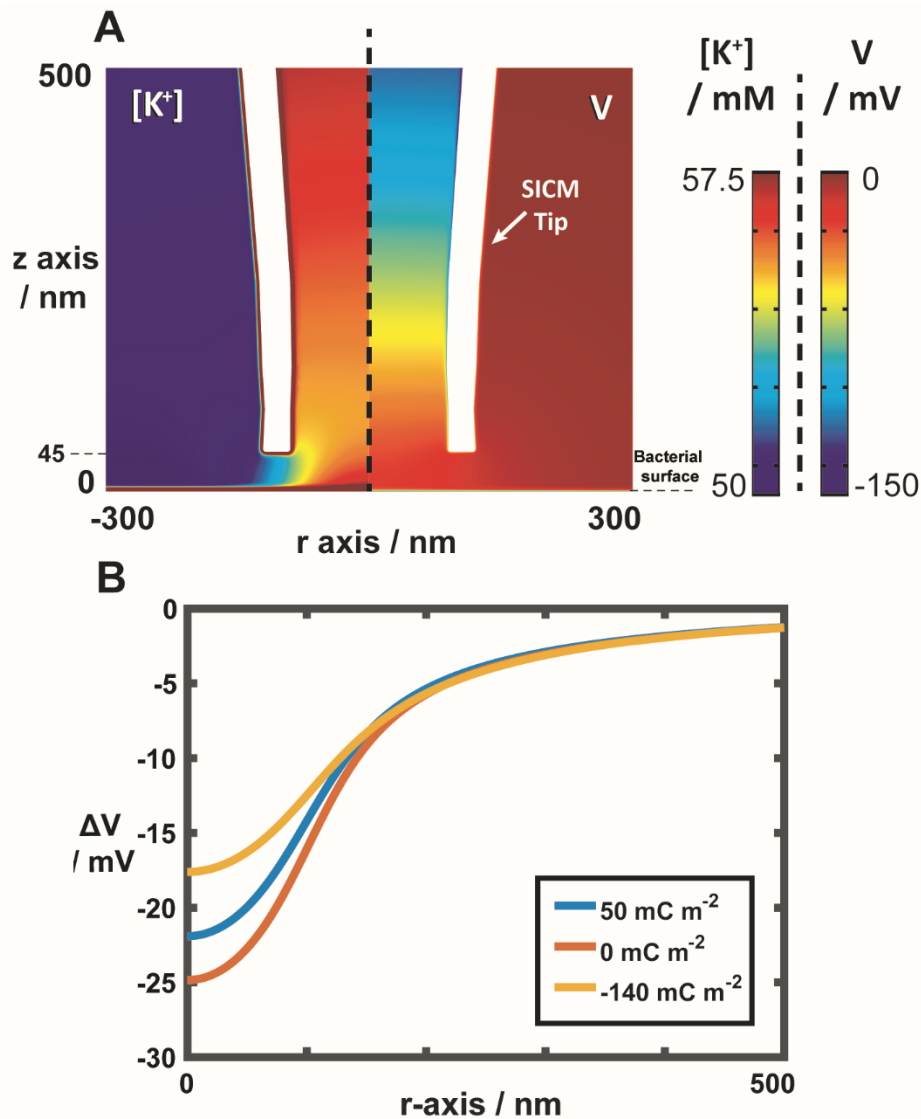 A
500
[K⁺]
V
SICM
Tip
z axis
/ nm
45
0
Bacterial
surface
-300
300
r axis / nm
[K⁺]
/ mM
V
/ mV
57.5
50
0
-150
B
0
-5
-10
-15
-20
-25
-30
ΔV
/ mV
50 mC m⁻²
0 mC m⁻²
-140 mC m⁻²
0
500
r-axis / nm